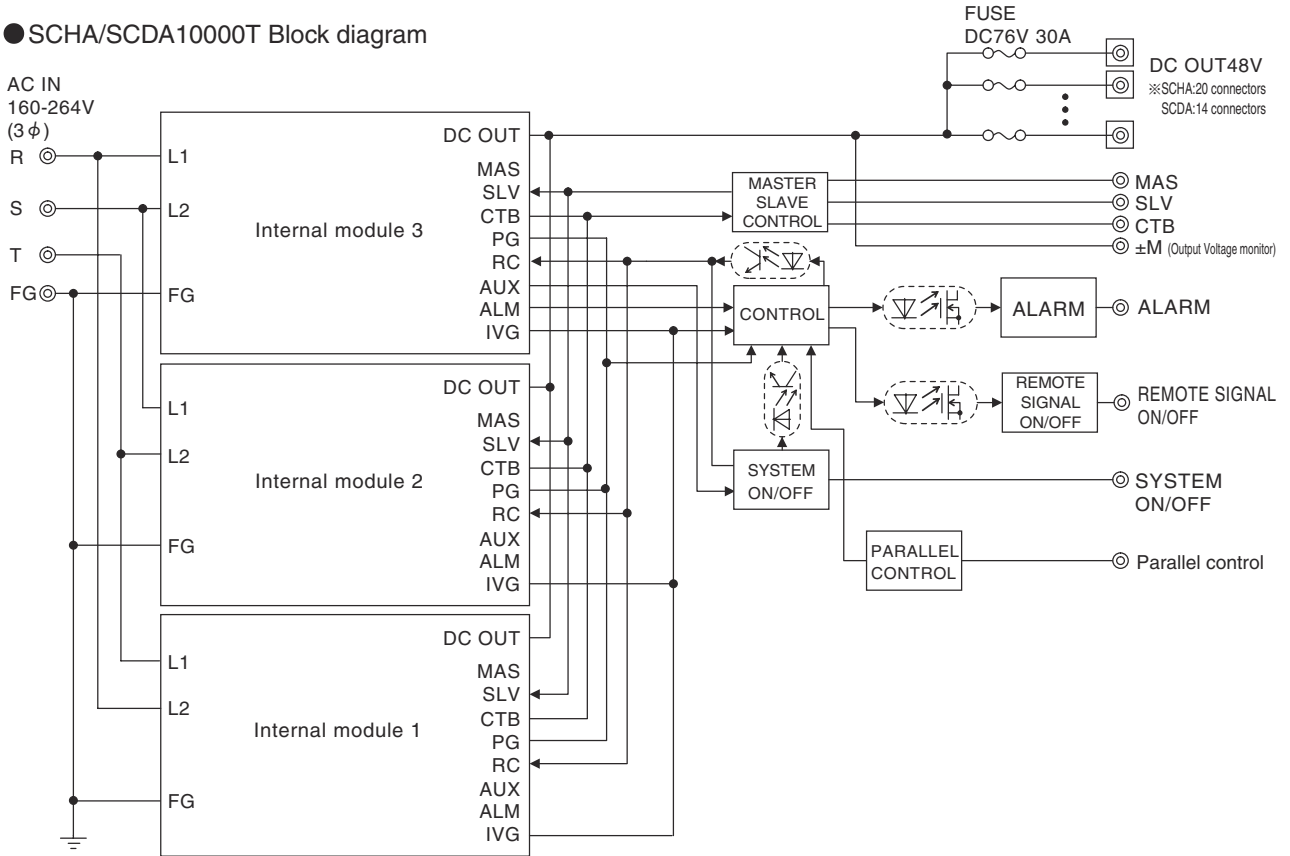 ●SCHA/SCDA10000T Block diagram
FUSE
DC76V 30A
DC OUT48V
※SCHA:20 connectors
SCDA:14 connectors
AC IN
160-264V
(3φ)
R
S
T
FG
L1
L2
FG
Internal module 3
DC OUT
MAS
SLV
CTB
PG
RC
AUX
ALM
IVG
L1
L2
FG
Internal module 2
DC OUT
MAS
SLV
CTB
PG
RC
AUX
ALM
IVG
L1
L2
FG
Internal module 1
DC OUT
MAS
SLV
CTB
PG
RC
AUX
ALM
IVG
MASTER
SLAVE
CONTROL
MAS
SLV
CTB
±M (Output Voltage monitor)
CONTROL
ALARM
ALARM
REMOTE
SIGNAL
ON/OFF
REMOTE SIGNAL
ON/OFF
SYSTEM
ON/OFF
SYSTEM
ON/OFF
PARALLEL
CONTROL
Parallel control